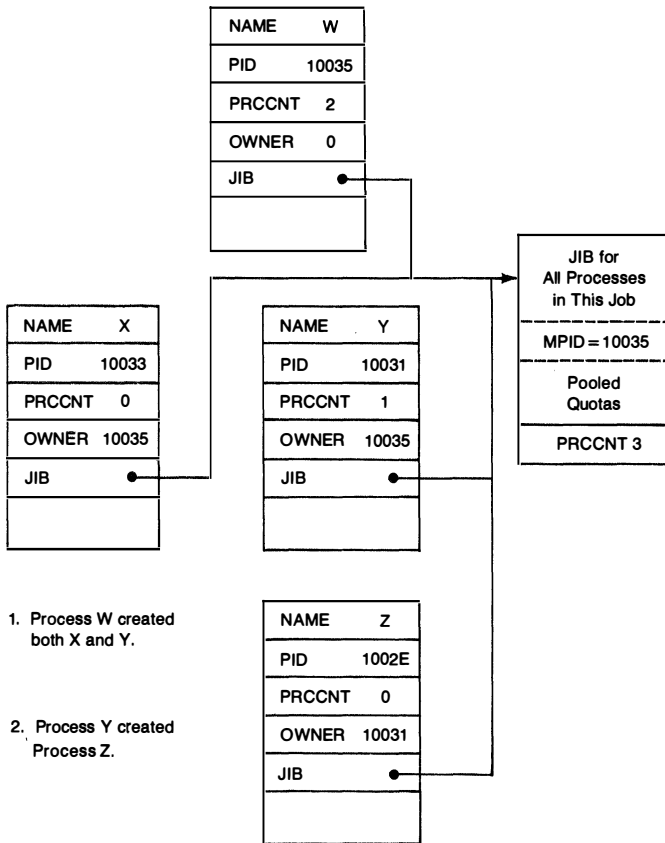 NAME W
PID 10035
PRCCNT 2
OWNER 0
JIB
JIB for
All Processes
in This Job
MPID = 10035
Pooled
Quotas
PRCCNT 3
NAME X
PID 10033
PRCCNT 0
OWNER 10035
JIB
NAME Y
PID 10031
PRCCNT 1
OWNER 10035
JIB
1. Process W created
both X and Y.
2. Process Y created
Process Z.
NAME Z
PID 1002E
PRCCNT 0
OWNER 10031
JIB